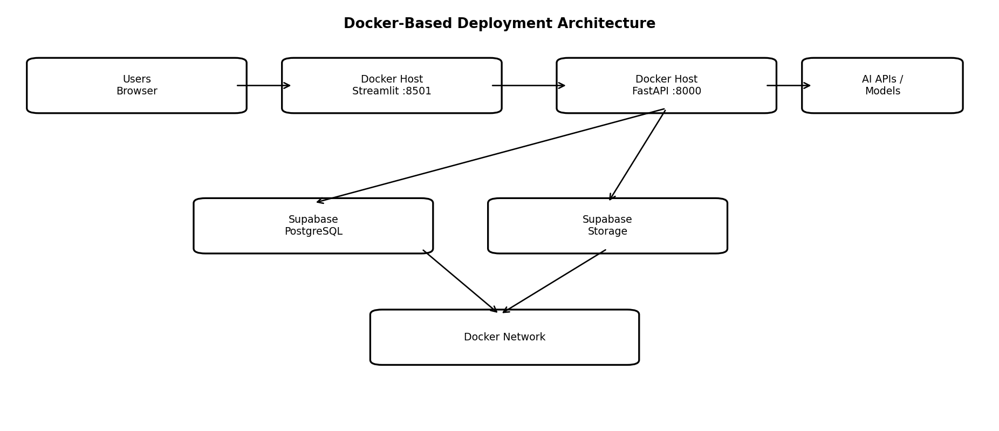 Docker-Based Deployment Architecture
Users
Browser
Docker Host
Streamlit :8501
Docker Host
FastAPI :8000
AI APIs /
Models
Supabase
PostgreSQL
Supabase
Storage
Docker Network